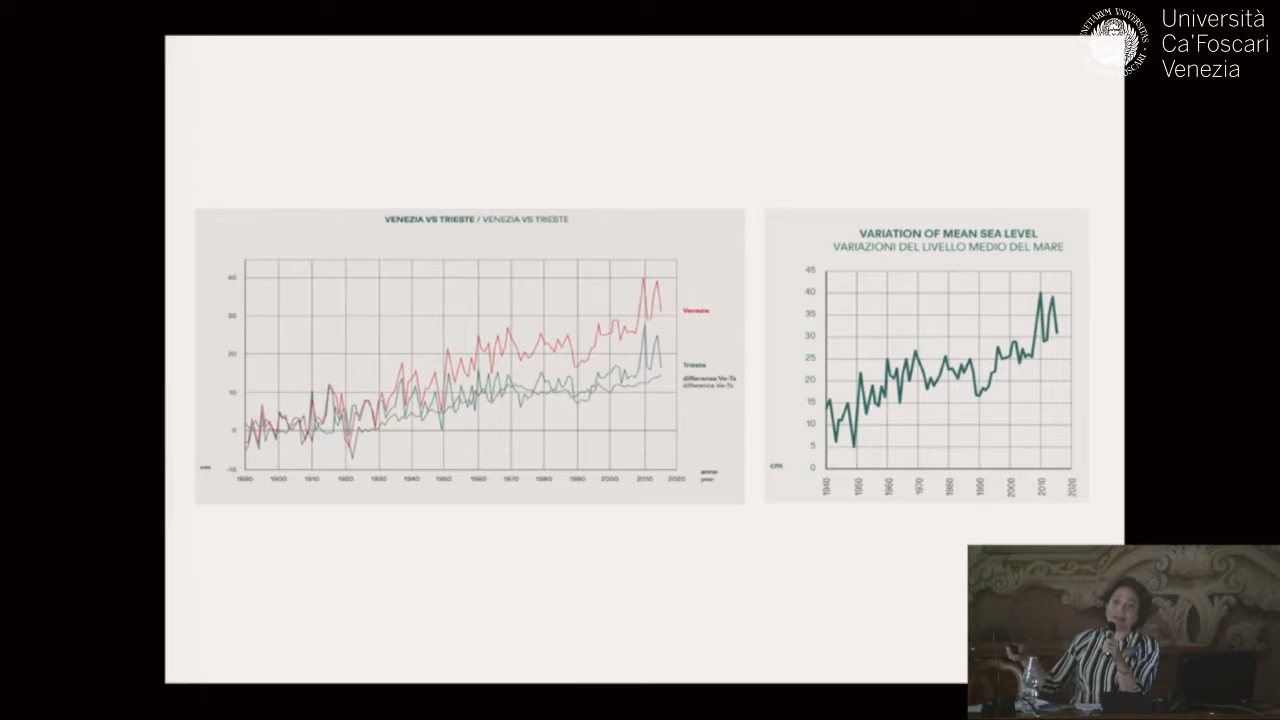 Università
Ca'Foscari
Venezia
VENEZIA VS TRIESTE / VENEZIA VS TRIESTE
40
30
20
10
0
-10
cm
1890 1900 1910 1920 1930 1940 1950 1960 1970 1980 1990 2000 2010 2020
Venezia
Trieste
differenza Ve-Ts
difference Ve-Ts
anno
year
VARIATION OF MEAN SEA LEVEL
VARIAZIONI DEL LIVELLO MEDIO DEL MARE
45
40
35
30
25
20
15
10
5
0
cm
1940 1950 1960 1970 1980 1990 2000 2010 2020